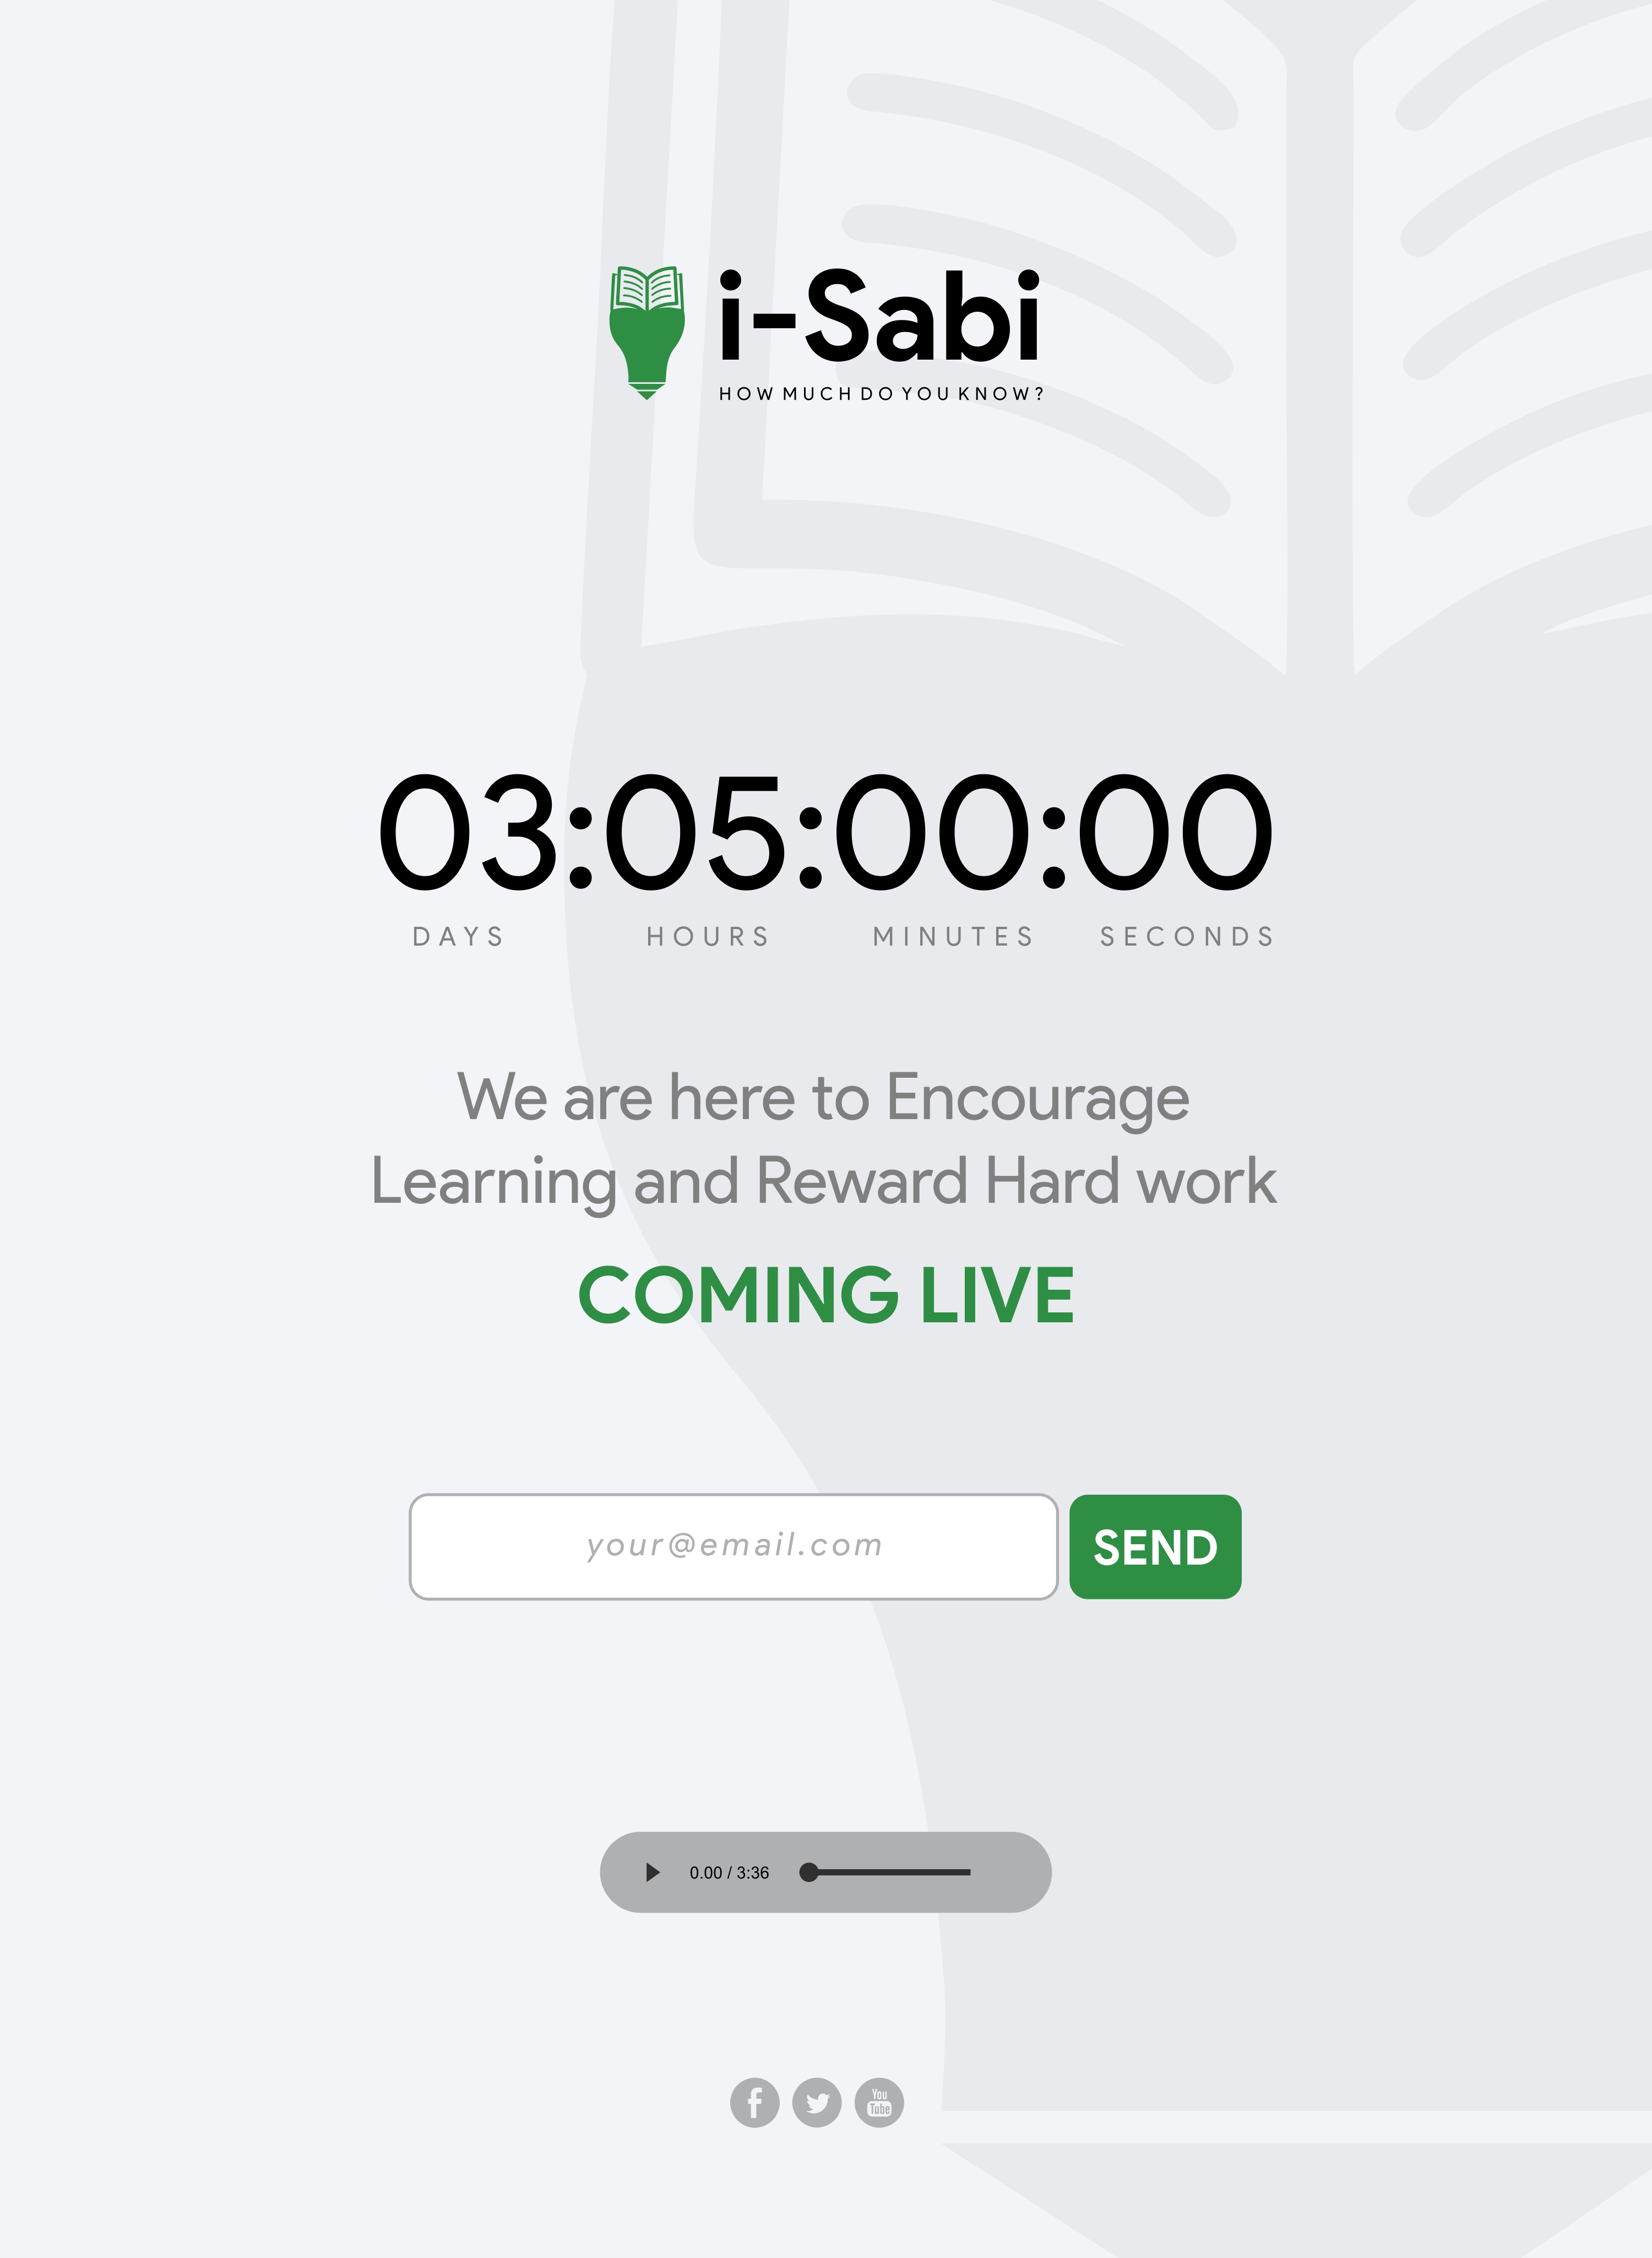 i-Sabi
HOW MUCH DO YOU KNOW?
03:05:00:00
DAYS HOURS MINUTES SECONDS
We are here to Encourage
Learning and Reward Hard work
COMING LIVE
your@email.com SEND
0.00 / 3:36
f You Tube